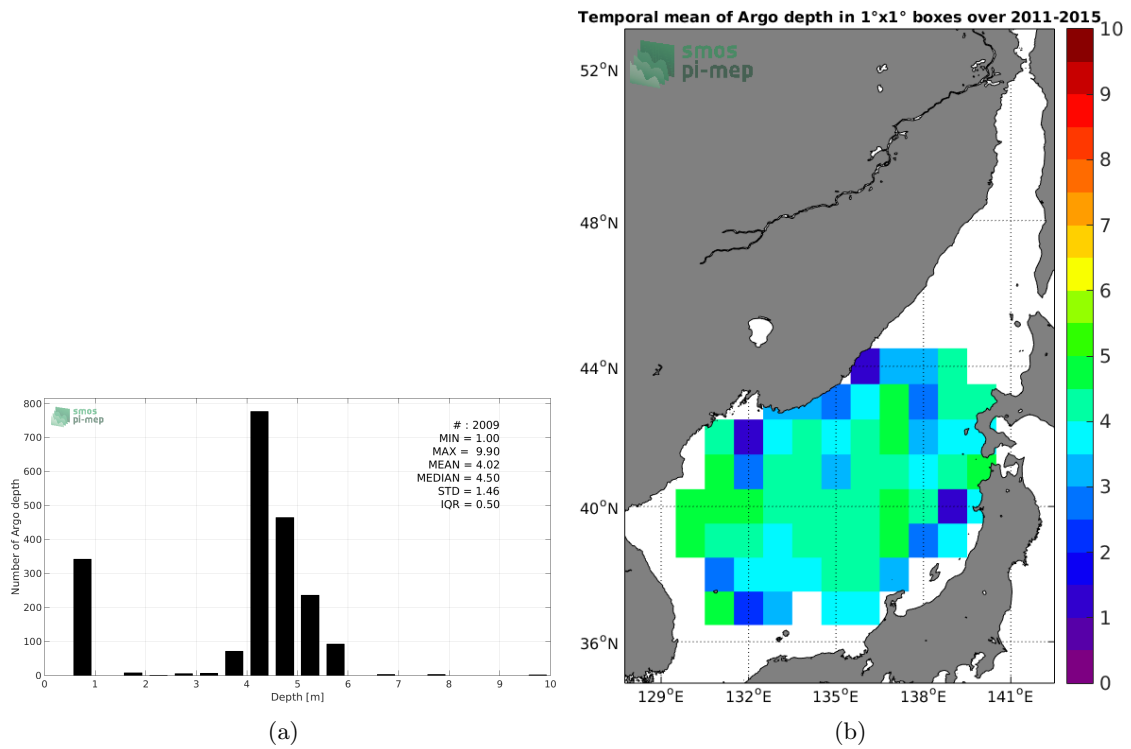 smos
pi-mep
800
700
600
500
400
300
200
100
0
Number of Argo depth
# : 2009
MIN = 1.00
MAX = 9.90
MEAN = 4.02
MEDIAN = 4.50
STD = 1.46
IQR = 0.50
0 1 2 3 4 5 6 7 8 9 10
Depth [m]
(a)
Temporal mean of Argo depth in 1°x1° boxes over 2011-2015
smos
pi-mep
52°N
48°N
44°N
40°N
36°N
129°E 132°E 135°E 138°E 141°E
10
9
8
7
6
5
4
3
2
1
0
(b)